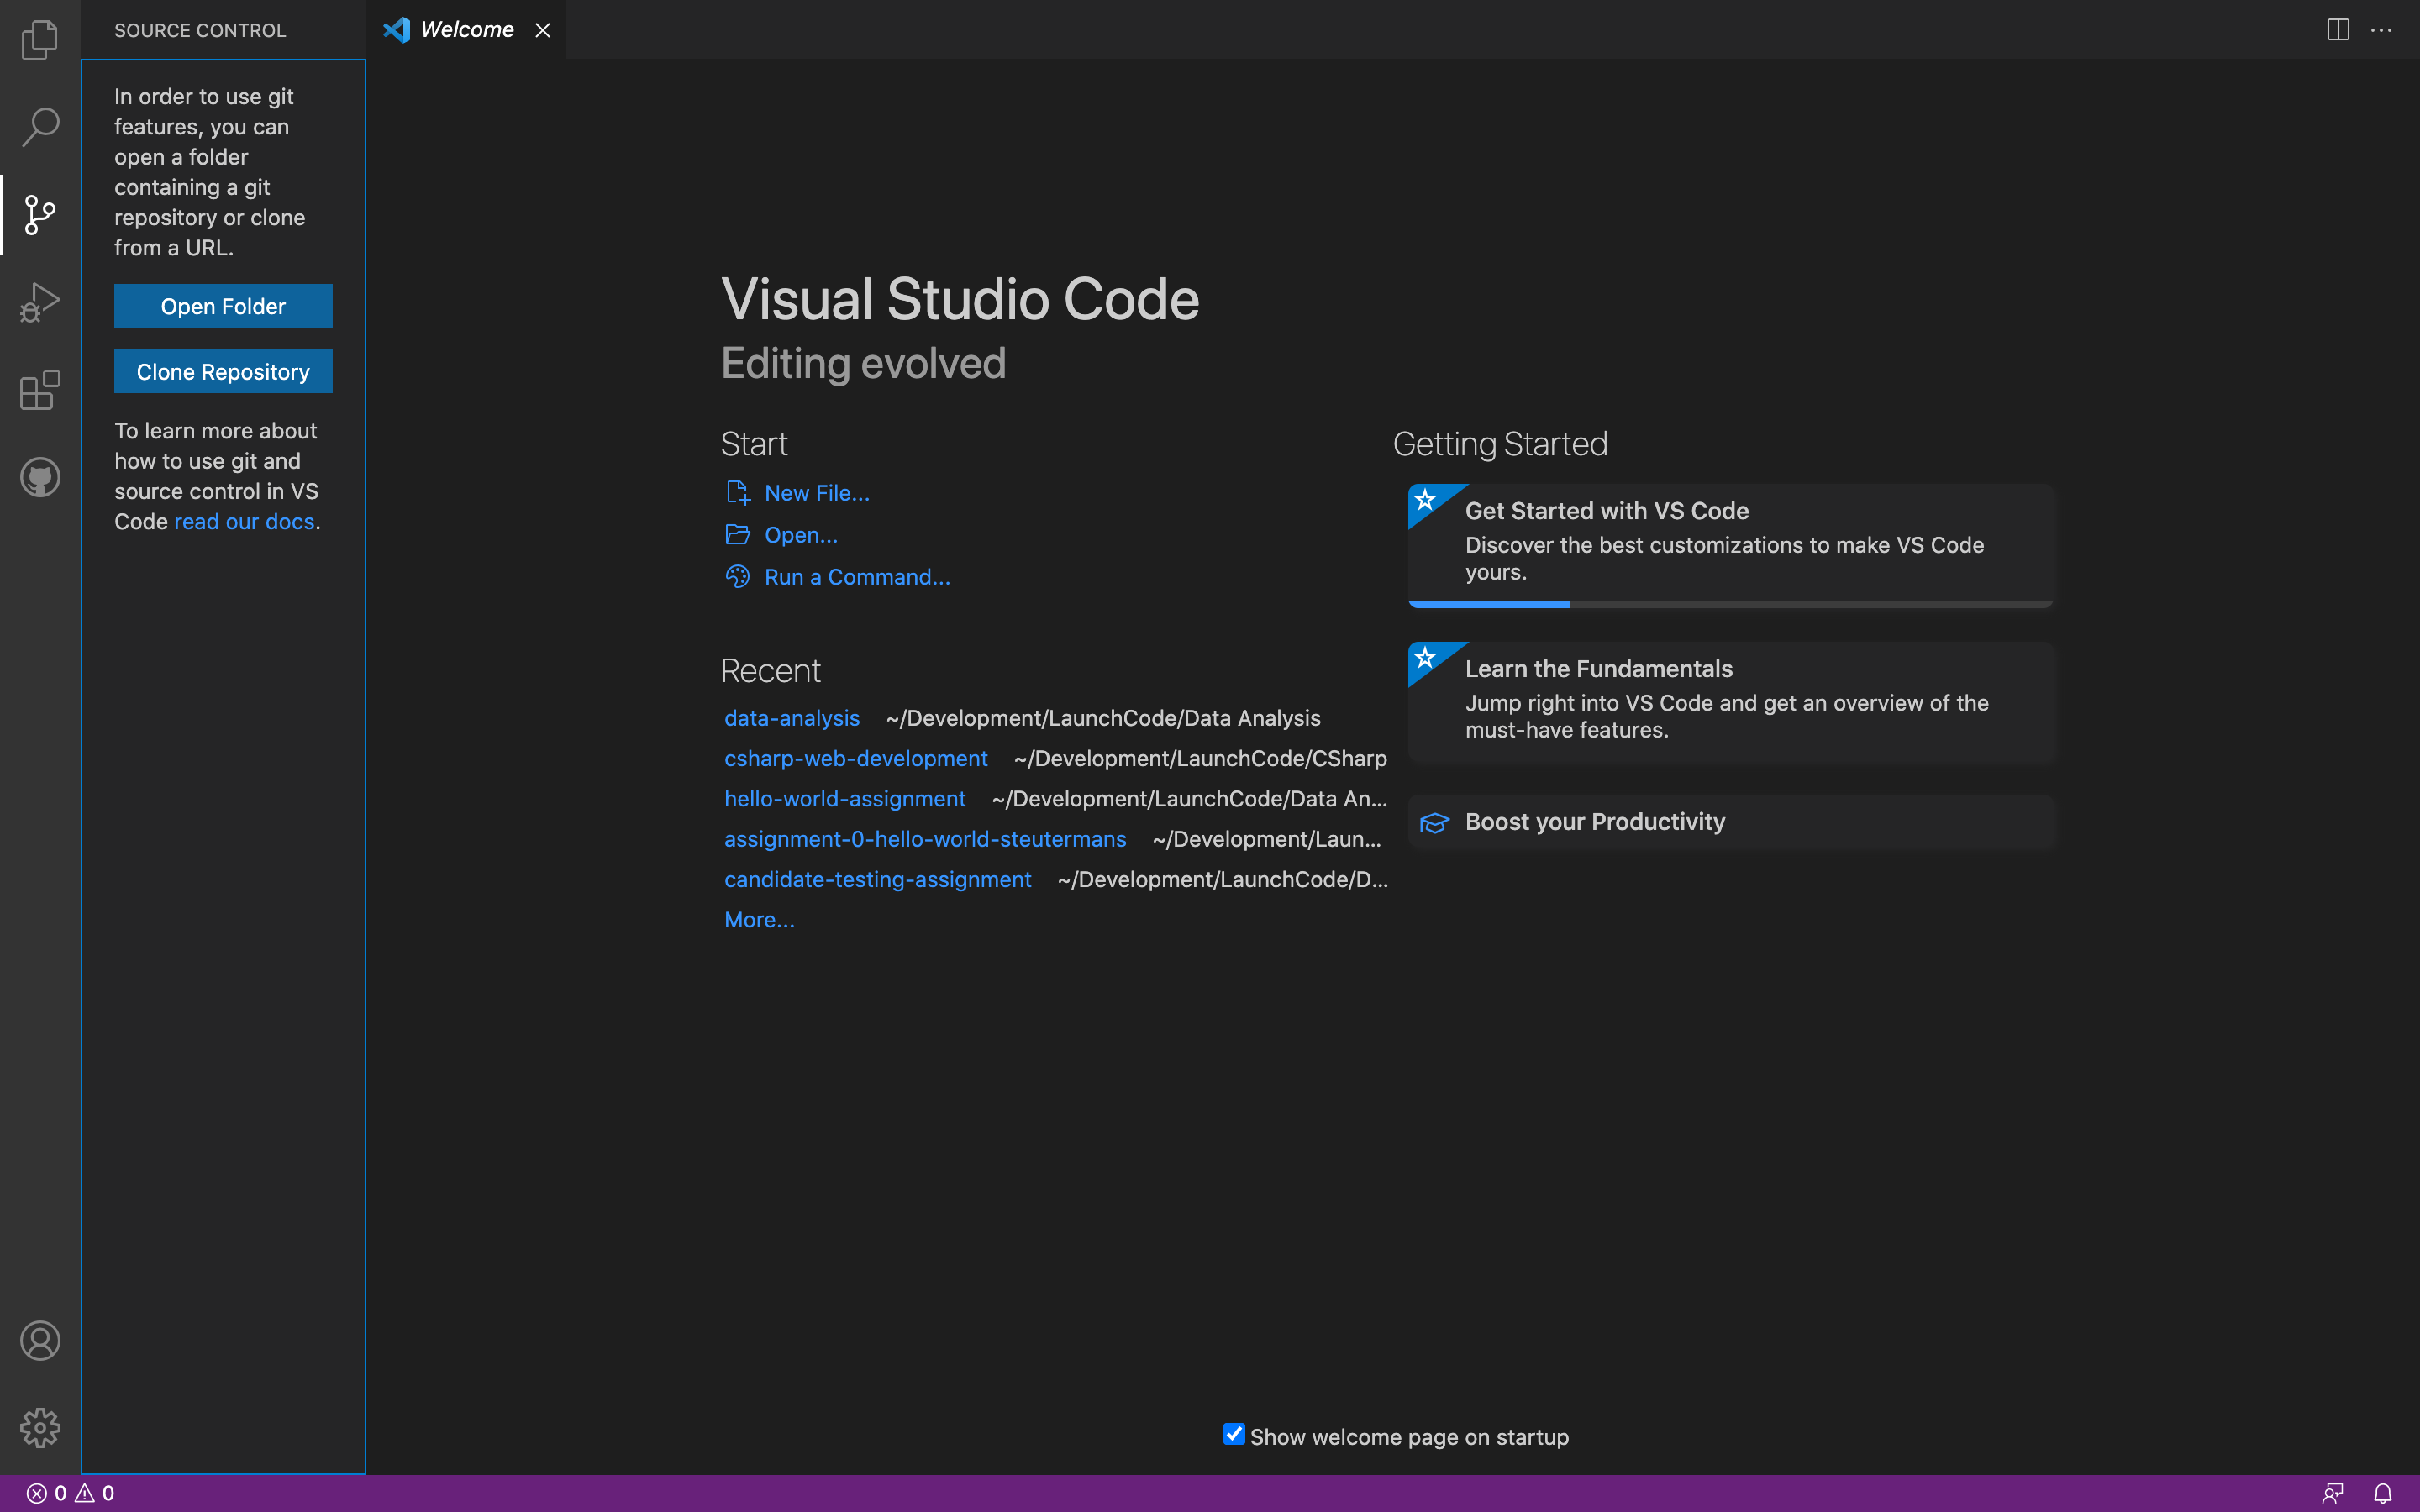 SOURCE CONTROL
Welcome
In order to use git
features, you can
open a folder
containing a git
repository or clone
from a URL.
Open Folder
Clone Repository
To learn more about
how to use git and
source control in VS
Code read our docs.
Visual Studio Code
Editing evolved
Start
New File...
Open...
Run a Command...
Recent
data-analysis ~/Development/LaunchCode/Data Analysis
csharp-web-development ~/Development/LaunchCode/CSharp
hello-world-assignment ~/Development/LaunchCode/Data An...
assignment-0-hello-world-steutermans ~/Development/Laun...
candidate-testing-assignment ~/Development/LaunchCode/D...
More...
Getting Started
Get Started with VS Code
Discover the best customizations to make VS Code
yours.
Learn the Fundamentals
Jump right into VS Code and get an overview of the
must-have features.
Boost your Productivity
Show welcome page on startup
0 0